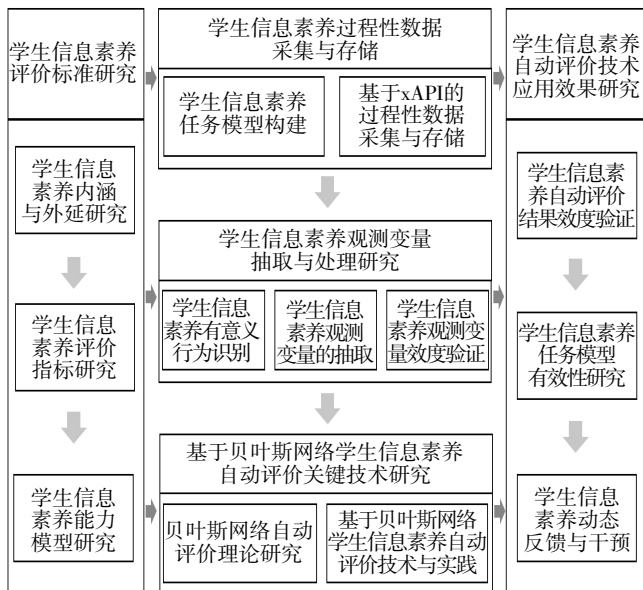 学生信息素养
评价标准研究
学生信息
素养内涵
与外延研究
学生信息
素养评价
指标研究
学生信息
素养能力
模型研究
学生信息素养过程性数据
采集与存储
学生信息素养
任务模型构建
基于xAPI的
过程性数据
采集与存储
学生信息素养观测变量
抽取与处理研究
学生信息
素养有意义
行为识别
学生信息
素养观测
变量的抽取
学生信息
素养观测变
量效度验证
基于贝叶斯网络学生信息素养
自动评价关键技术研究
贝叶斯网络自动
评价理论研究
基于贝叶斯网络
学生信息素养自动
评价技术与实践
学生信息素养
自动评价技术
应用效果研究
学生信息素
养自动评价
结果效度验证
学生信息素养
任务模型
有效性研究
学生信息
素养动态
反馈与干预